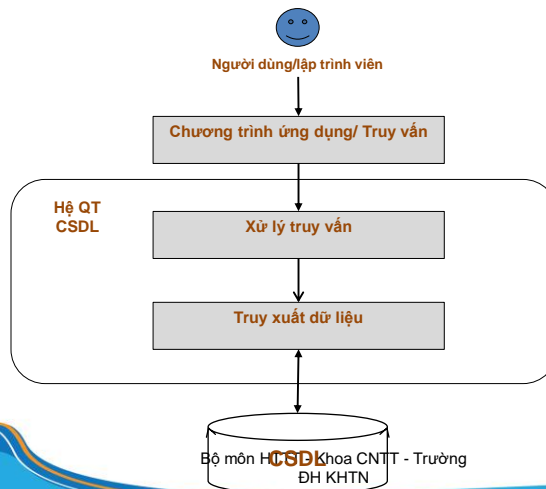 Người dùng/lập trình viên
Chương trình ứng dụng/ Truy vấn
Hệ QT
CSDL
Xử lý truy vấn
Truy xuất dữ liệu
CSDL
Bộ môn HTTT - Khoa CNTT - Trường
ĐH KHTN